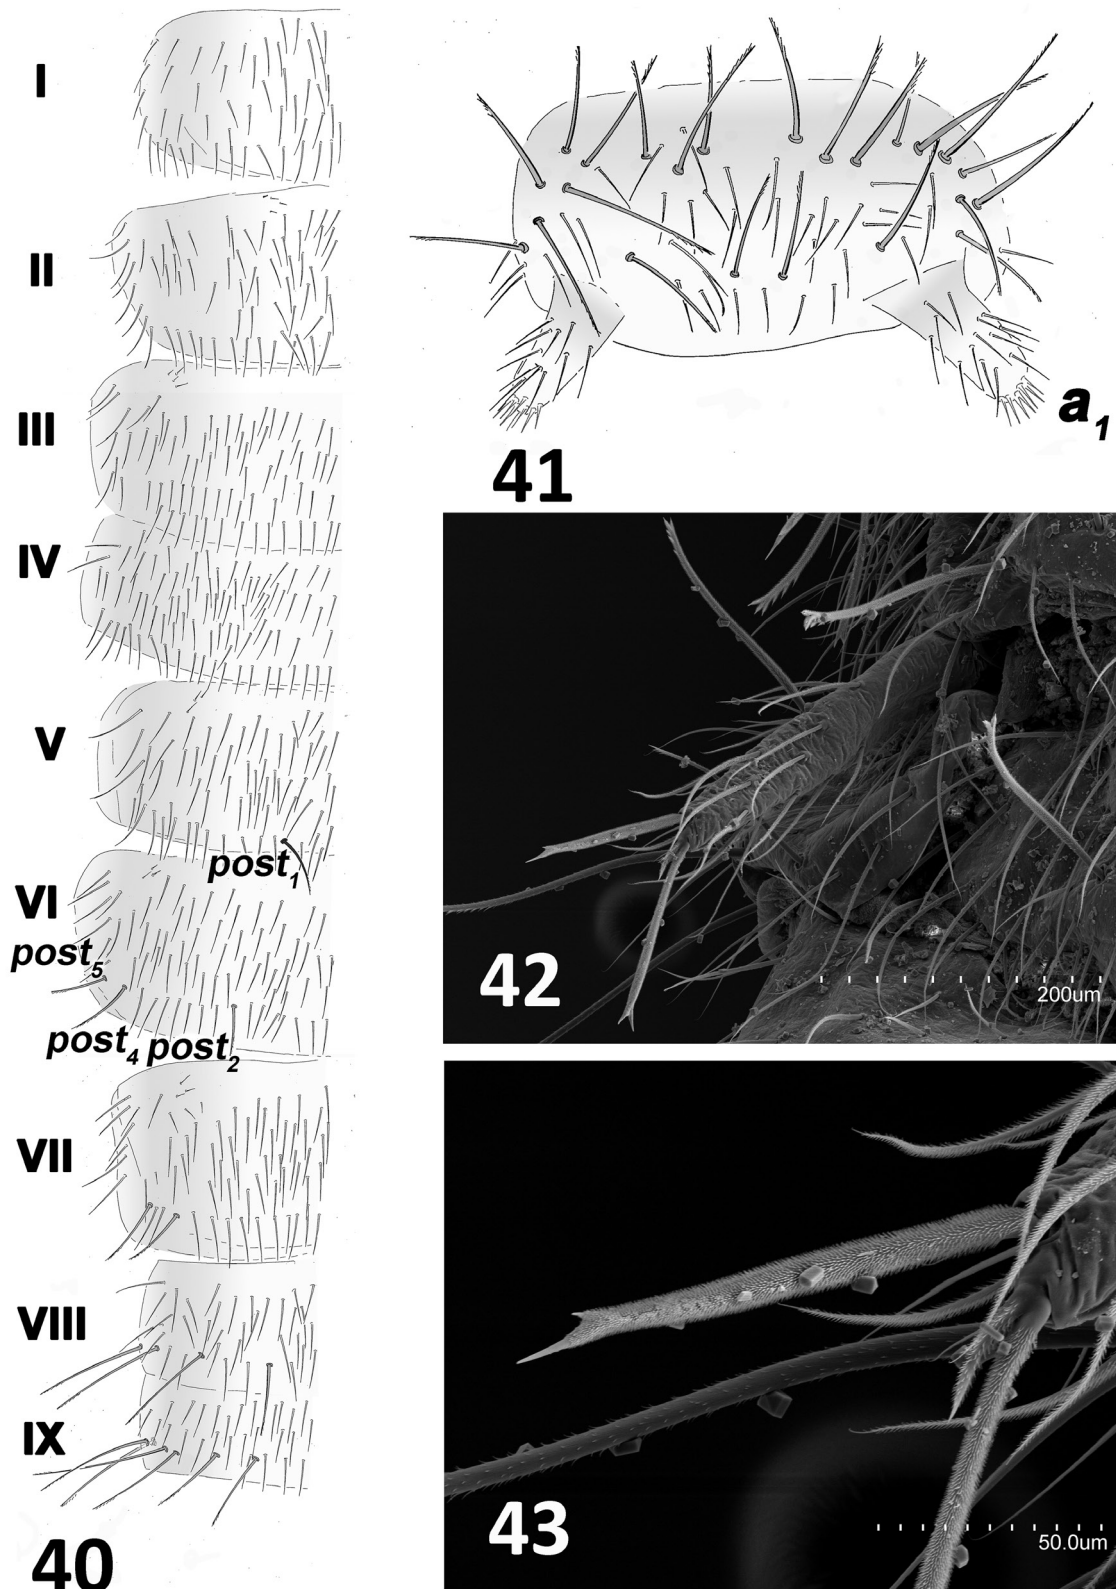 I
II
III
IV
V
post1
VI
post5
post4 post2
VII
VIII
IX
40
a1
41
42
200um
43
50.0um